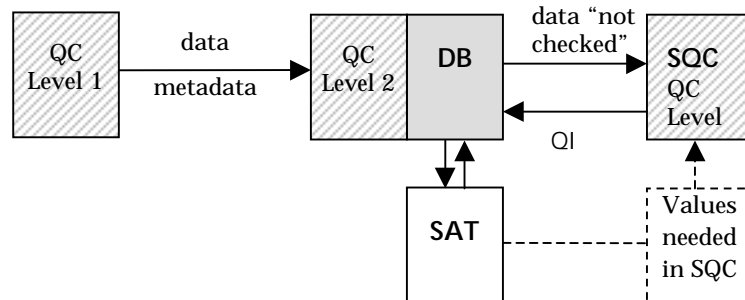 QC
Level 1
data
metadata
QC
Level 2
DB
data “not
checked”
SQC
QC
Level
QI
SAT
Values
needed
in SQC